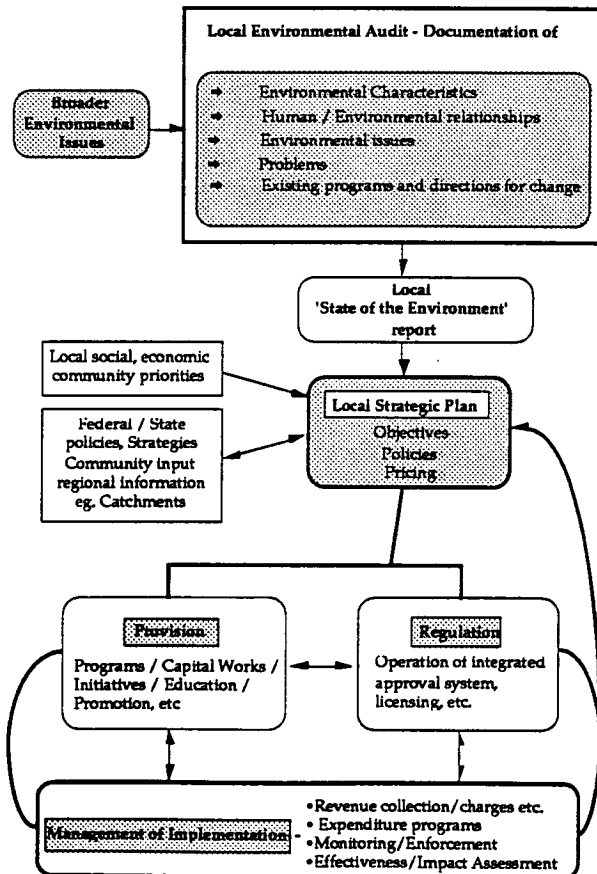 Local Environmental Audit - Documentation of
Broader
Environmental
Issues
Environmental Characteristics
Human / Environmental relationships
Environmental issues
Problems
Existing programs and directions for change
Local
'State of the Environment'
report
Local social, economic
community priorities
Federal / State
policies, Strategies
Community input
regional information
eg. Catchments
Local Strategic Plan
Objectives
Policies
Pricing
Provision
Programs / Capital Works /
Initiatives / Education /
Promotion, etc
Regulation
Operation of integrated
approval system,
licensing, etc.
Management of Implementation -
•Revenue collection/charges etc.
• Expenditure programs
•Monitoring/Enforcement
•Effectiveness/Impact Assessment